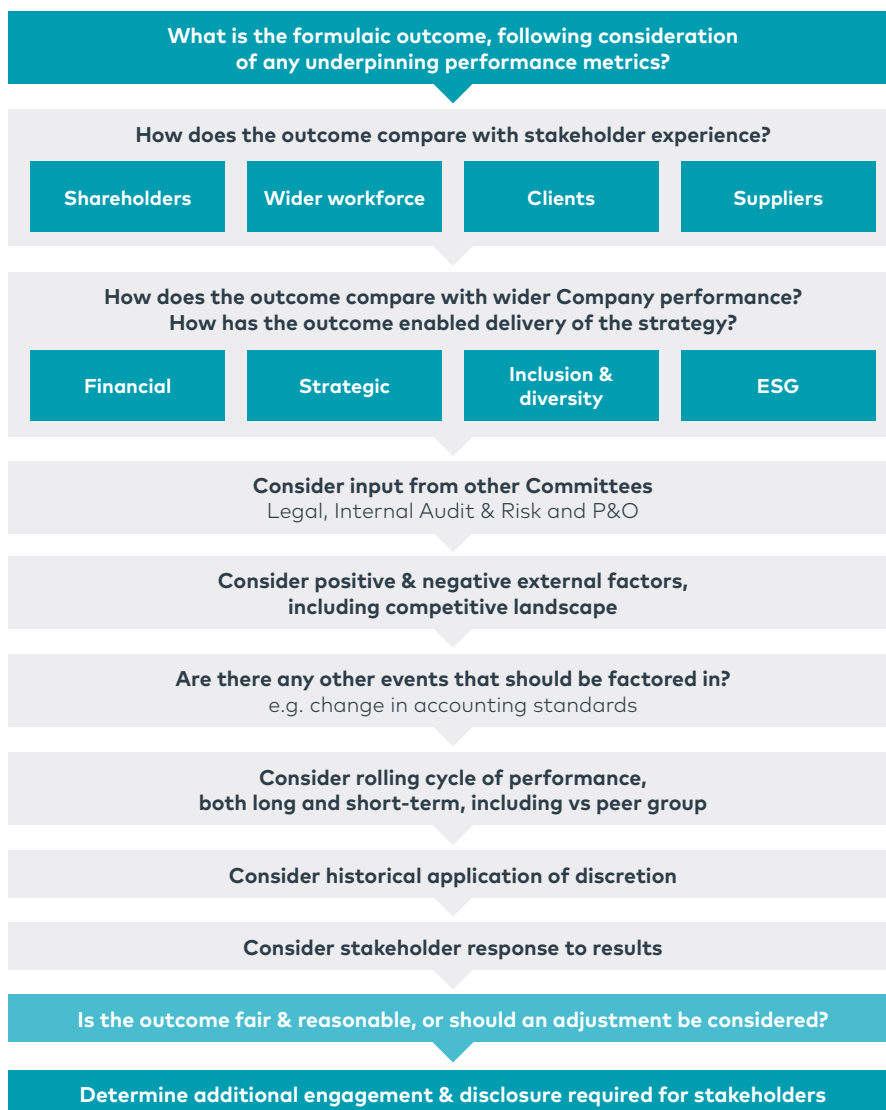 What is the formulaic outcome, following consideration
of any underpinning performance metrics?
How does the outcome compare with stakeholder experience?
Shareholders
Wider workforce
Clients
Suppliers
How does the outcome compare with wider Company performance?
How has the outcome enabled delivery of the strategy?
Financial
Strategic
Inclusion &
diversity
ESG
Consider input from other Committees
Legal, Internal Audit & Risk and P&O
Consider positive & negative external factors,
including competitive landscape
Are there any other events that should be factored in?
e.g. change in accounting standards
Consider rolling cycle of performance,
both long and short-term, including vs peer group
Consider historical application of discretion
Consider stakeholder response to results
Is the outcome fair & reasonable, or should an adjustment be considered?
Determine additional engagement & disclosure required for stakeholders